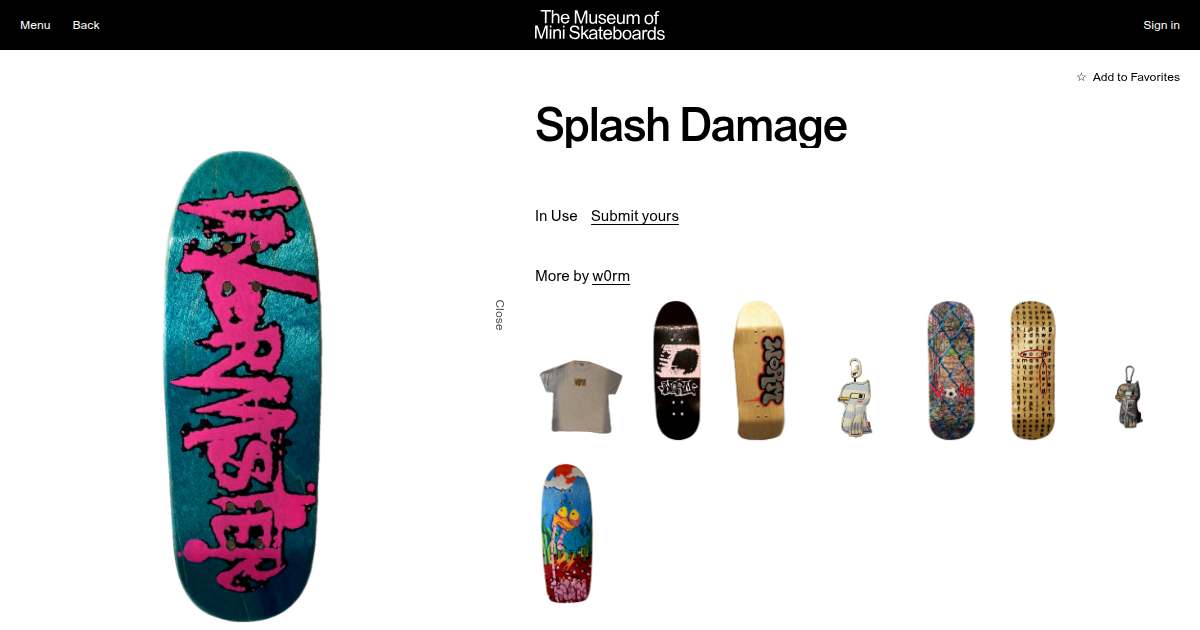 Menu
Back
The Museum of
Mini Skateboards
Sign in
☆ Add to Favorites
Splash Damage
In Use
Submit yours
More by w0rm
Close